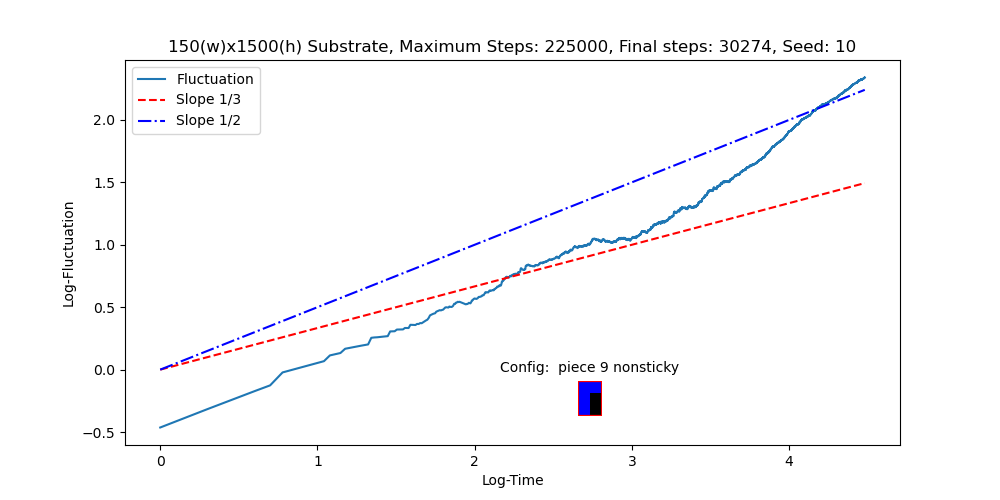 150(w)x1500(h) Substrate, Maximum Steps: 225000, Final steps: 30274, Seed: 10
Fluctuation
Slope 1/3
Slope 1/2
Log-Fluctuation
2.0
1.5
1.0
0.5
0.0
−0.5
Config:  piece 9 nonsticky
0 1 2 3 4
Log-Time